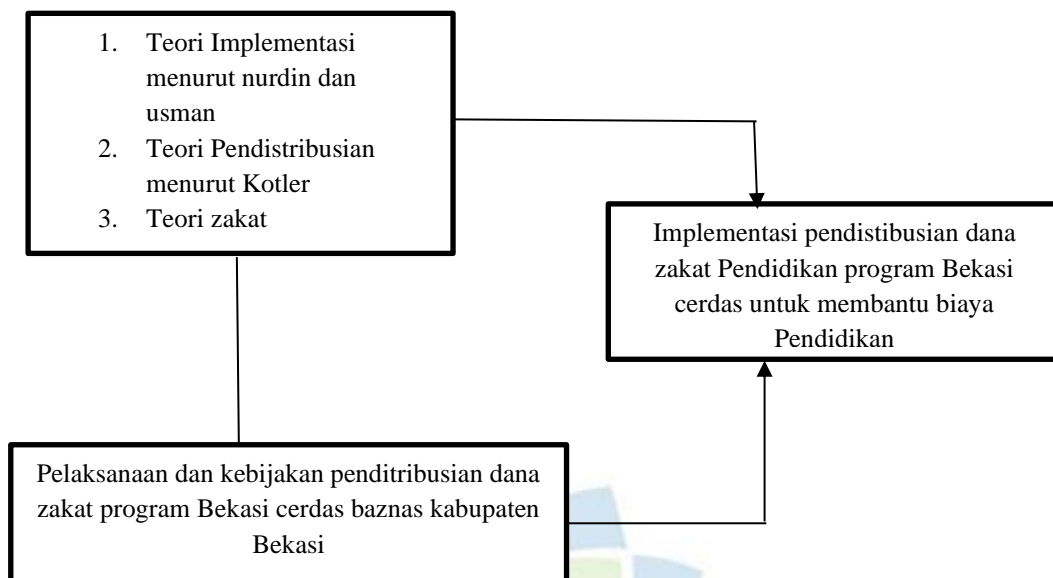 1. Teori Implementasi
menurut nurdin dan
usman
2. Teori Pendistribusian
menurut Kotler
3. Teori zakat
Implementasi pendistibusian dana
zakat Pendidikan program Bekasi
cerdas untuk membantu biaya
Pendidikan
Pelaksanaan dan kebijakan penditribusian dana
zakat program Bekasi cerdas baznas kabupaten
Bekasi